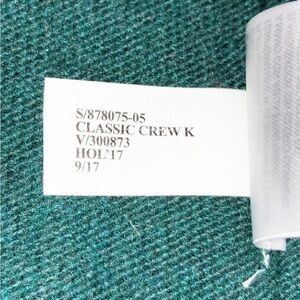 S/878075-05
CLASSIC CREW K
V/300873
HOL'17
9/17